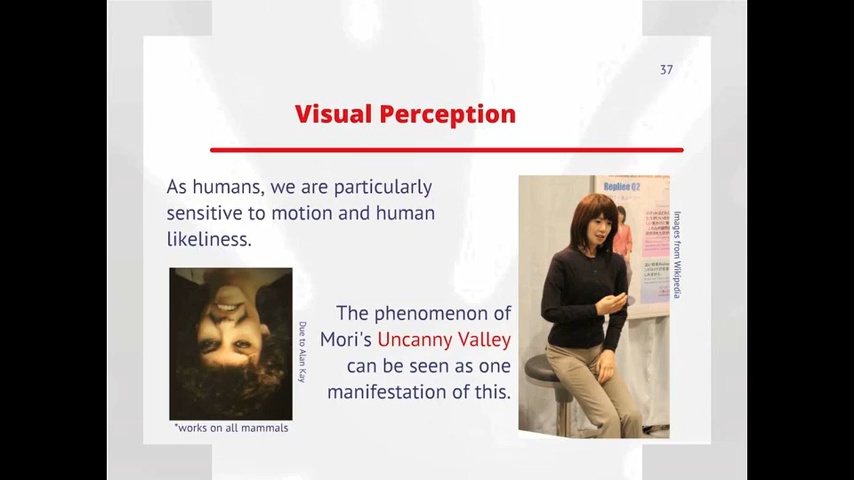 37
Visual Perception
As humans, we are particularly
sensitive to motion and human
likeliness.
Repliee Q2
Images from Wikipedia
The phenomenon of
Mori's Uncanny Valley
can be seen as one
manifestation of this.
Due to Alan Kay
*works on all mammals